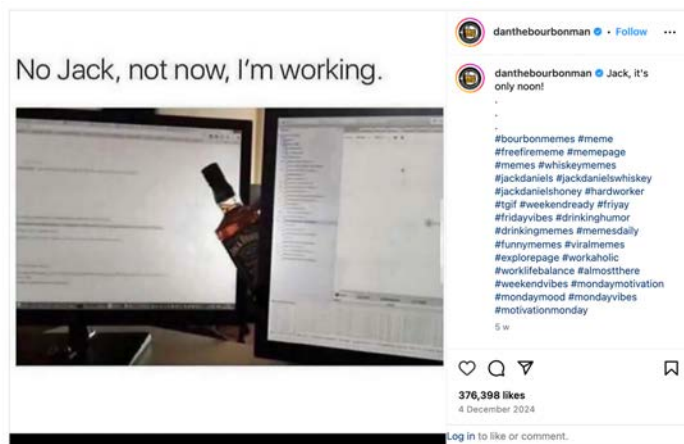 No Jack, not now, I'm working.
danthebourbonman • Follow
danthebourbonman Jack, it's
only noon!
.
.
.
#bourbonmemes #meme
#freefirememe #memepage
#memes #whiskeymemes
#jackdaniels #jackdanielswhiskey
#jackdanielshoney #hardworker
#tgif #weekendready #friyay
#fridayvibes #drinkinghumor
#drinkingmemes #memesdaily
#funnymemes #viralmemes
#explorepage #workaholic
#worklifebalance #almostthere
#weekendvibes #mondaymotivation
#mondaymood #mondayvibes
#motivationmonday
5 w
376,398 likes
4 December 2024
Log in to like or comment.